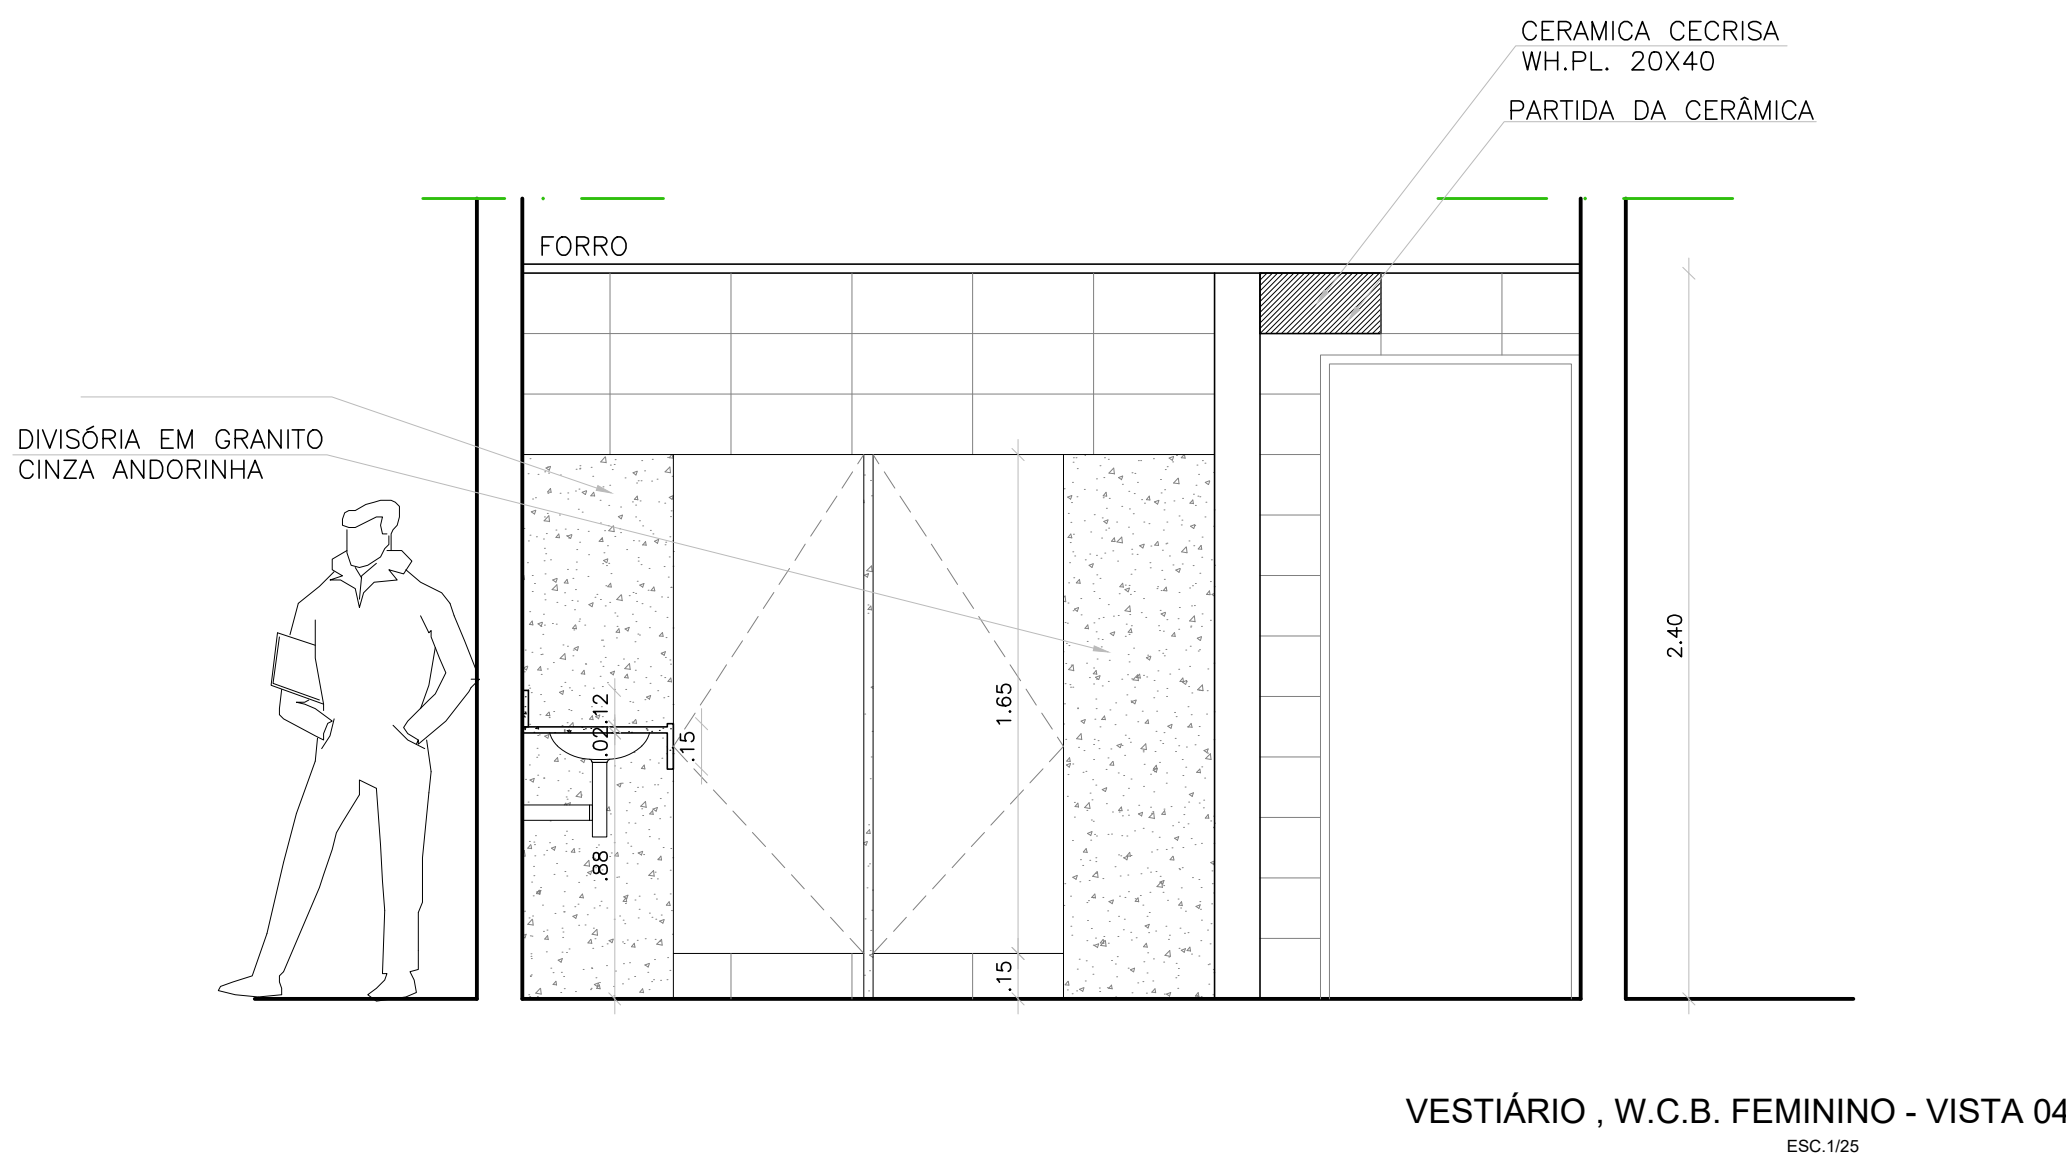 CERAMICA CECRISA
WH.PL. 20X40
PARTIDA DA CERÂMICA
FORRO
DIVISÓRIA EM GRANITO
CINZA ANDORINHA
2.40
1.65
.12
.02
.15
.88
.15
VESTIÁRIO , W.C.B. FEMININO - VISTA 04
ESC.1/25